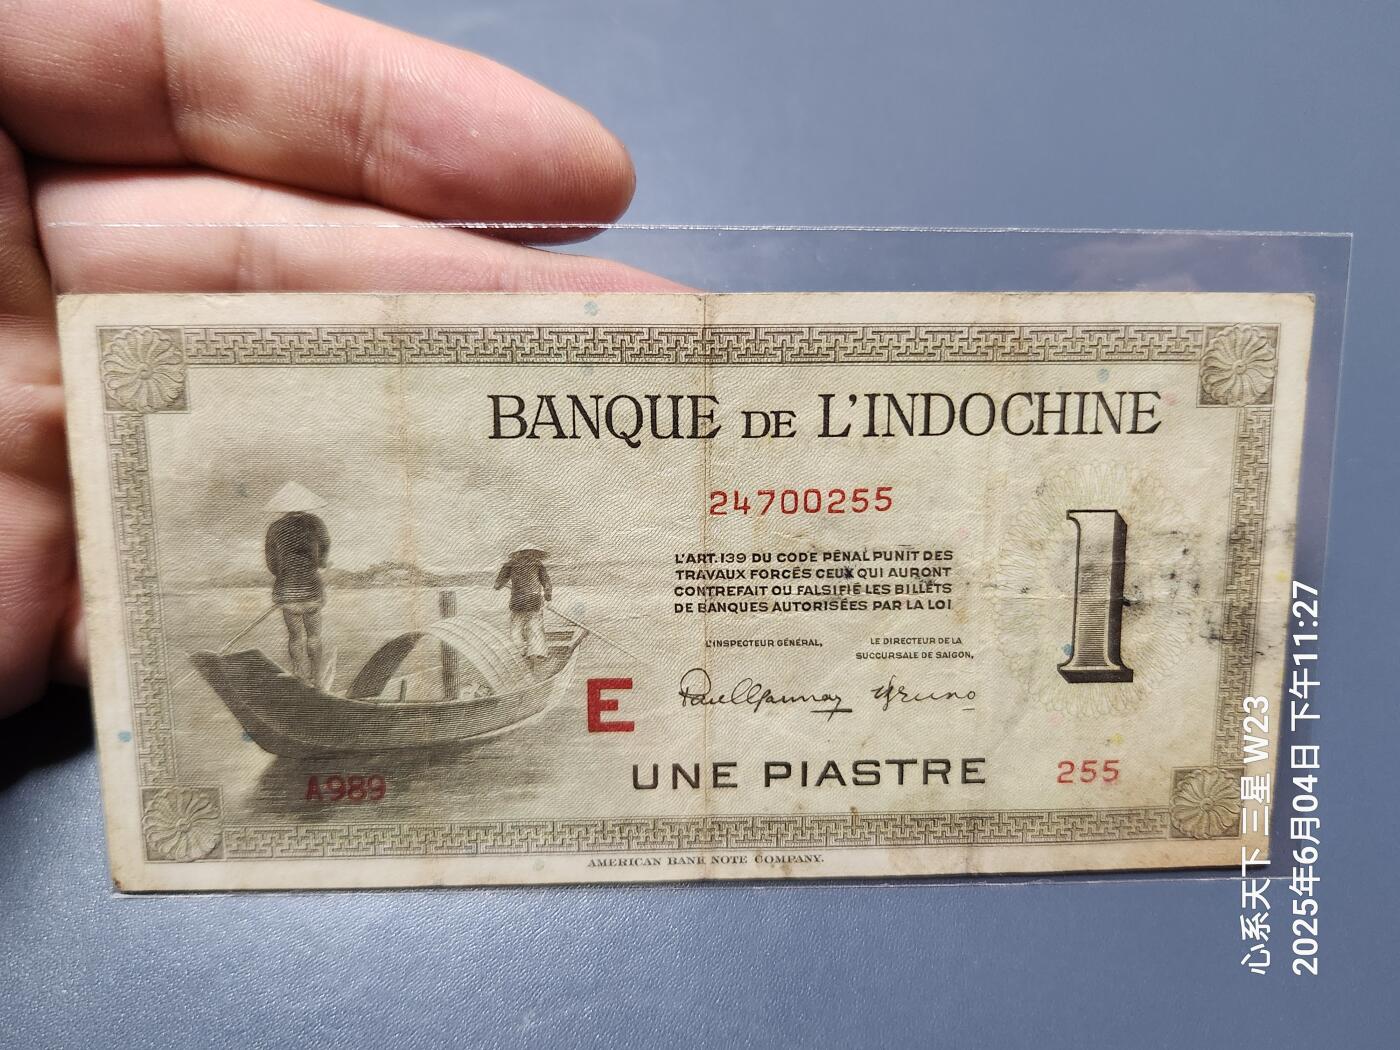 BANQUE DE L'INDOCHINE
24700255
1
L'ART. 139 DU CODE PÉNAL PUNIT DES
TRAVAUX FORCÉS CEUX QUI AURONT
CONTREFAIT OU FALSIFIÉ LES BILLETS
DE BANQUES AUTORISÉES PAR LA LOI
L'INSPECTEUR GÉNÉRAL,
LE DIRECTEUR DE LA
SUCCURSALE DE SAIGON,
E
UNE PIASTRE
A989
255
AMERICAN BANK NOTE COMPANY.
心系天下 三星 W23
2025年6月04日 下午11:27